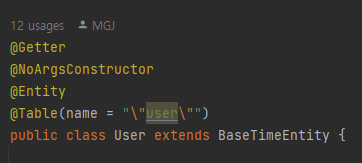 12 usages MGJ
@Getter
@NoArgsConstructor
@Entity
@Table(name = "\"user\"")
public class User extends BaseTimeEntity {